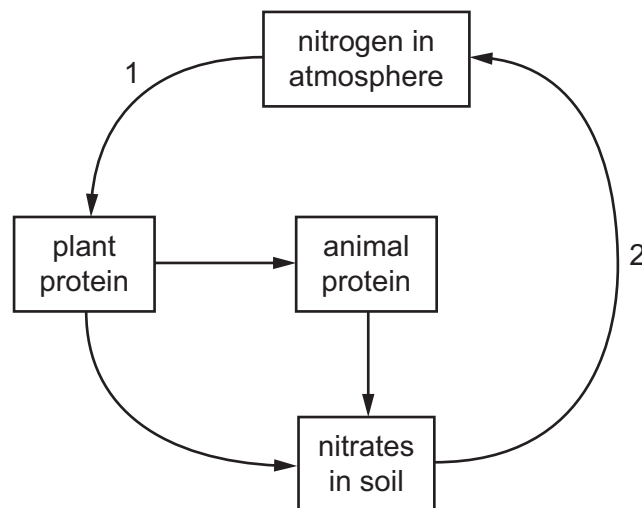 nitrogen in
atmosphere
1
plant
protein
animal
protein
2
nitrates
in soil